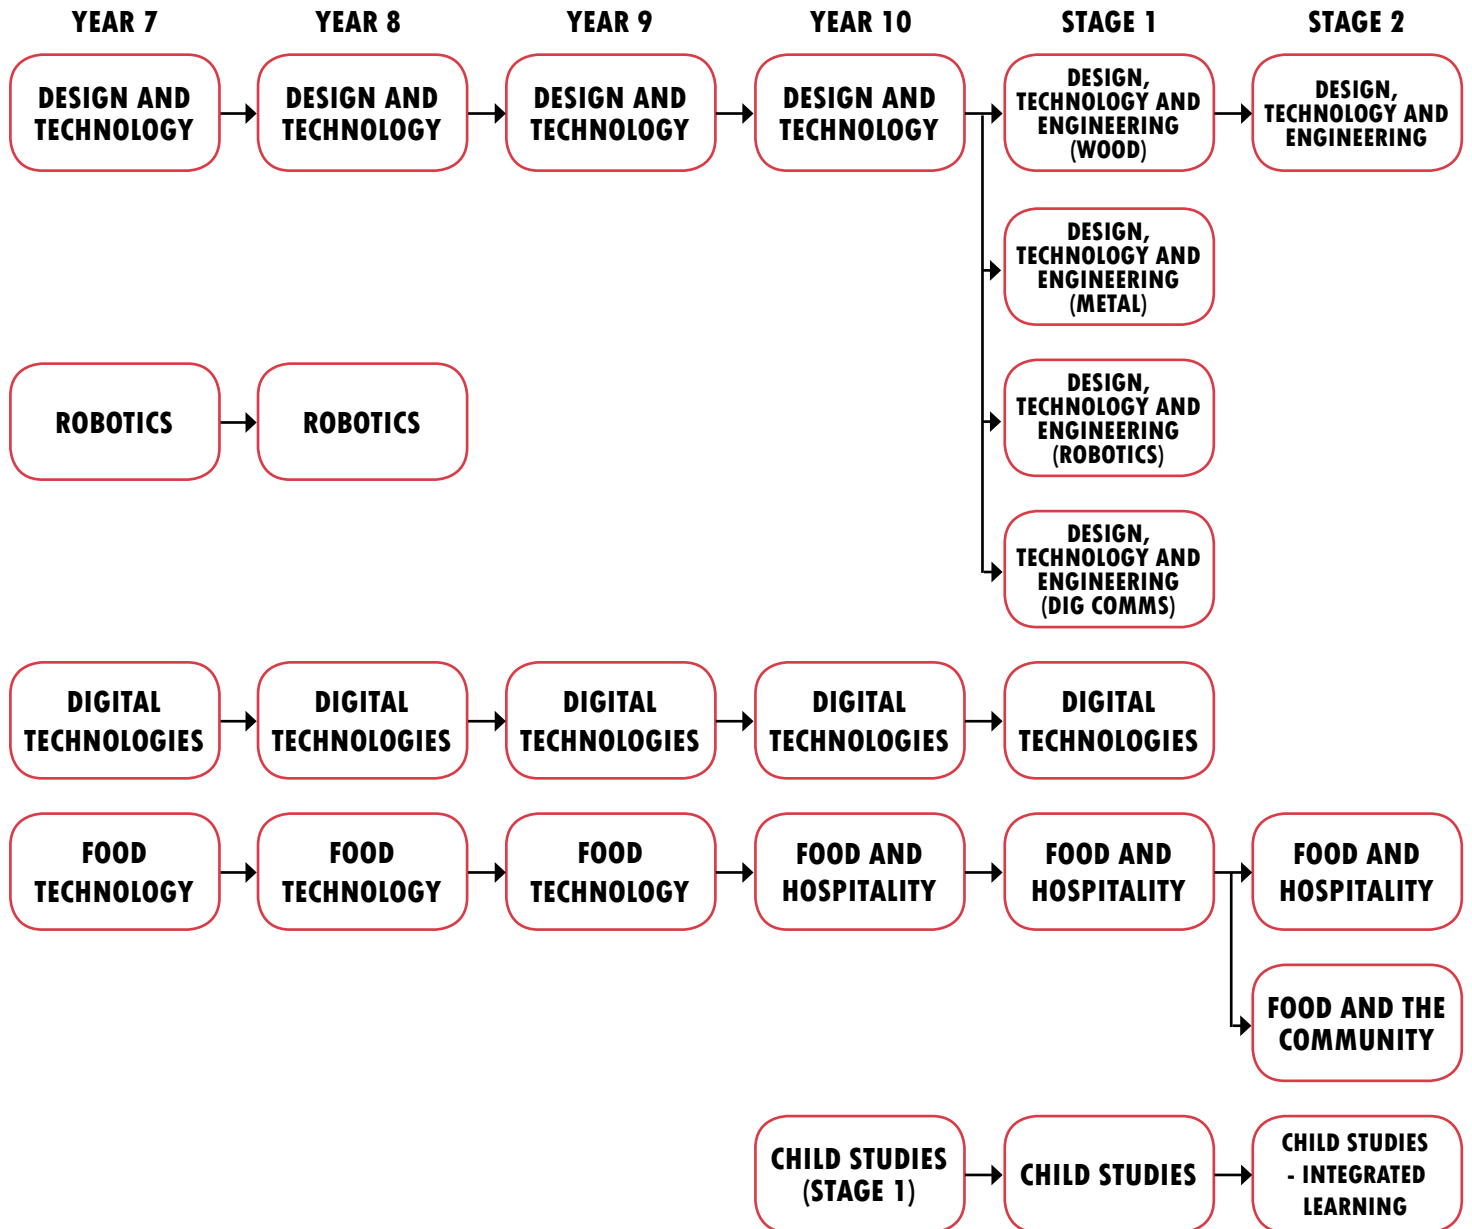 YEAR 7 YEAR 8 YEAR 9 YEAR 10 STAGE 1 STAGE 2
DESIGN AND
TECHNOLOGY
DESIGN AND
TECHNOLOGY
DESIGN AND
TECHNOLOGY
DESIGN AND
TECHNOLOGY
DESIGN,
TECHNOLOGY AND
ENGINEERING
(WOOD)
DESIGN,
TECHNOLOGY AND
ENGINEERING
DESIGN,
TECHNOLOGY AND
ENGINEERING
(METAL)
ROBOTICS
ROBOTICS
DESIGN,
TECHNOLOGY AND
ENGINEERING
(ROBOTICS)
DESIGN,
TECHNOLOGY AND
ENGINEERING
(DIG COMMS)
DIGITAL
TECHNOLOGIES
DIGITAL
TECHNOLOGIES
DIGITAL
TECHNOLOGIES
DIGITAL
TECHNOLOGIES
DIGITAL
TECHNOLOGIES
FOOD
TECHNOLOGY
FOOD
TECHNOLOGY
FOOD
TECHNOLOGY
FOOD AND
HOSPITALITY
FOOD AND
HOSPITALITY
FOOD AND
HOSPITALITY
FOOD AND THE
COMMUNITY
CHILD STUDIES
(STAGE 1)
CHILD STUDIES
CHILD STUDIES
- INTEGRATED
LEARNING